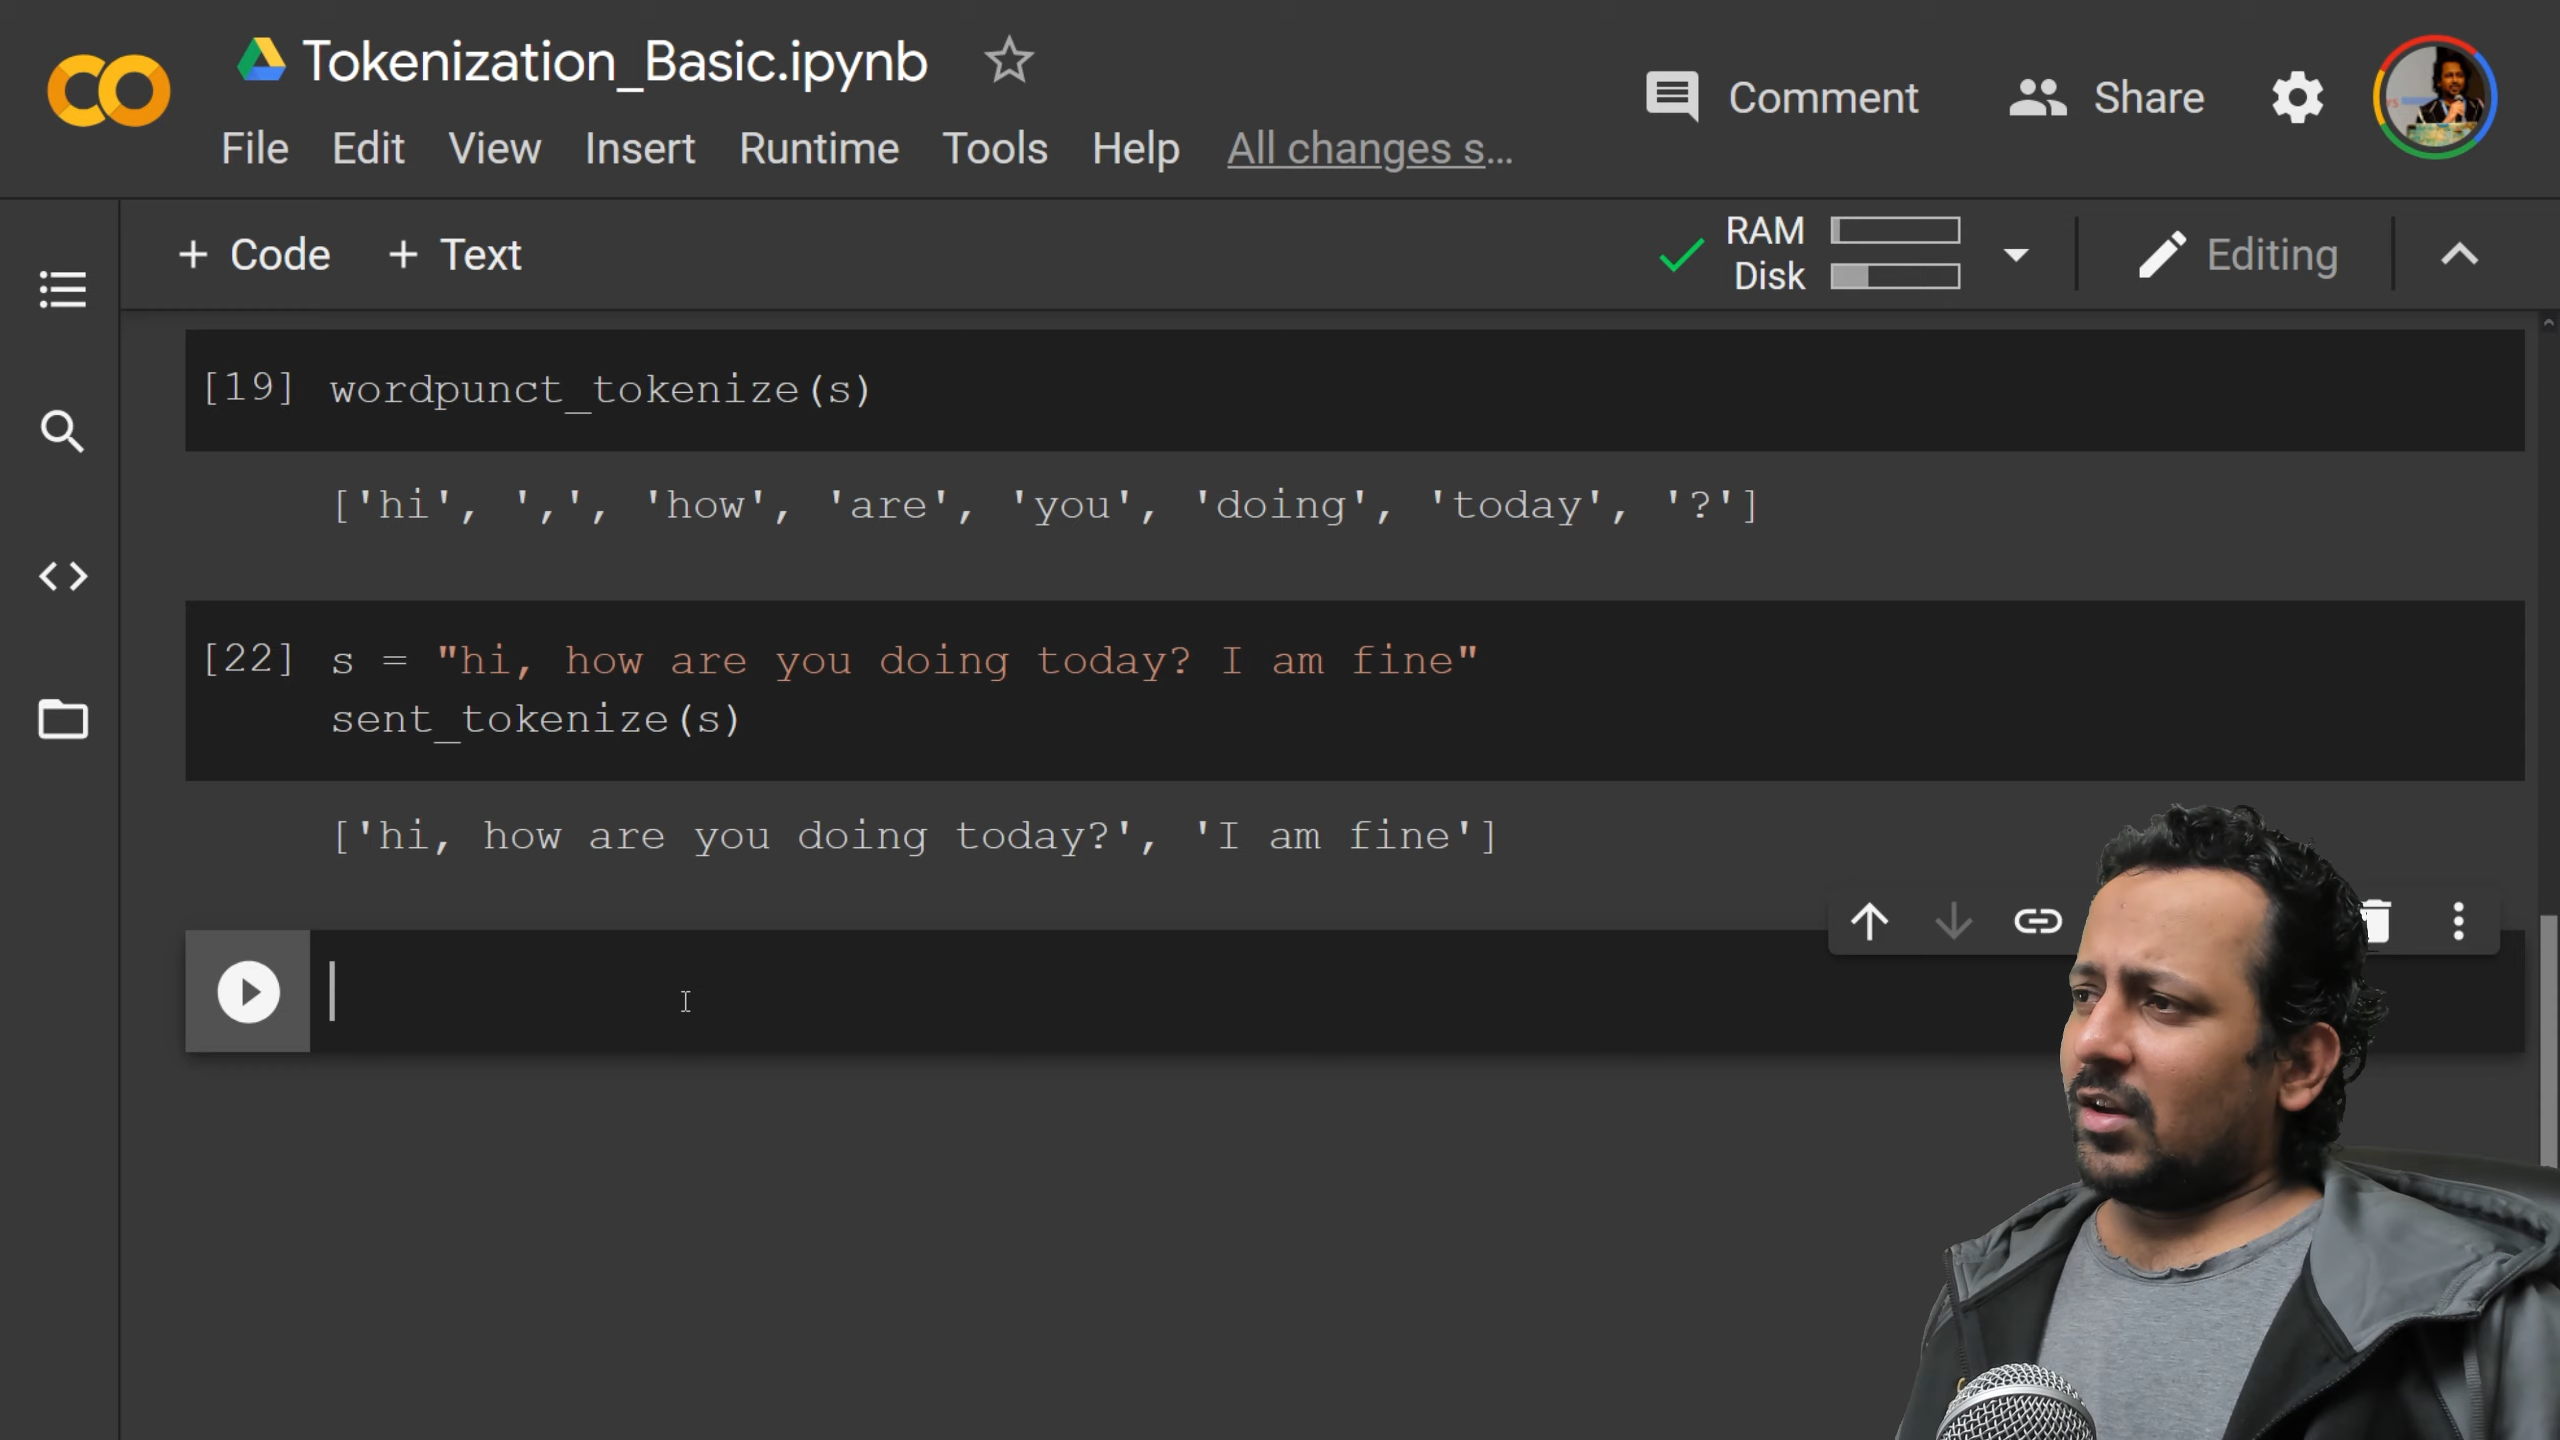 Tokenization_Basic.ipynb
Comment
Share
File Edit View Insert Runtime Tools Help All changes s...
+ Code + Text
RAM
Disk
Editing
[19] wordpunct_tokenize(s)
['hi', ',', 'how', 'are', 'you', 'doing', 'today', '?']
[22] s = "hi, how are you doing today? I am fine"
sent_tokenize(s)
['hi, how are you doing today?', 'I am fine']